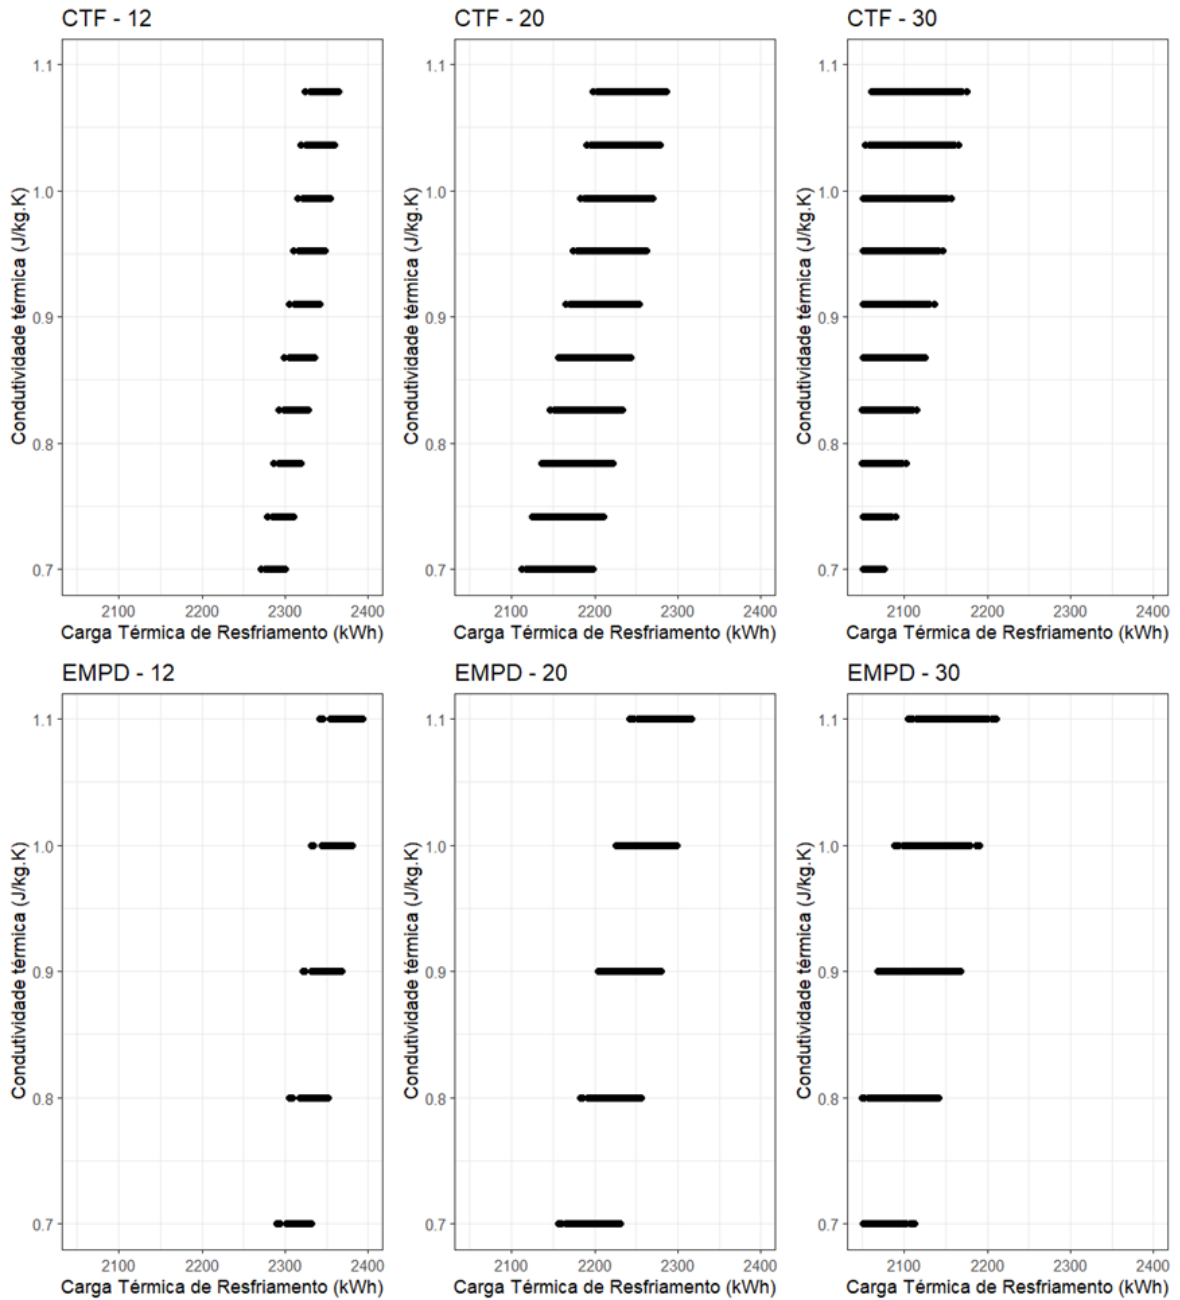 CTF - 12 CTF - 20 CTF - 30
1.1 1.1 1.1
1.0 1.0 1.0
0.9 0.9 0.9
0.8 0.8 0.8
0.7 0.7 0.7
Condutividade térmica (J/kg.K) Condutividade térmica (J/kg.K) Condutividade térmica (J/kg.K)
2100 2200 2300 2400 2100 2200 2300 2400 2100 2200 2300 2400
Carga Térmica de Resfriamento (kWh) Carga Térmica de Resfriamento (kWh) Carga Térmica de Resfriamento (kWh)
EMPD - 12 EMPD - 20 EMPD - 30
1.1 1.1 1.1
1.0 1.0 1.0
0.9 0.9 0.9
0.8 0.8 0.8
0.7 0.7 0.7
Condutividade térmica (J/kg.K) Condutividade térmica (J/kg.K) Condutividade térmica (J/kg.K)
2100 2200 2300 2400 2100 2200 2300 2400 2100 2200 2300 2400
Carga Térmica de Resfriamento (kWh) Carga Térmica de Resfriamento (kWh) Carga Térmica de Resfriamento (kWh)